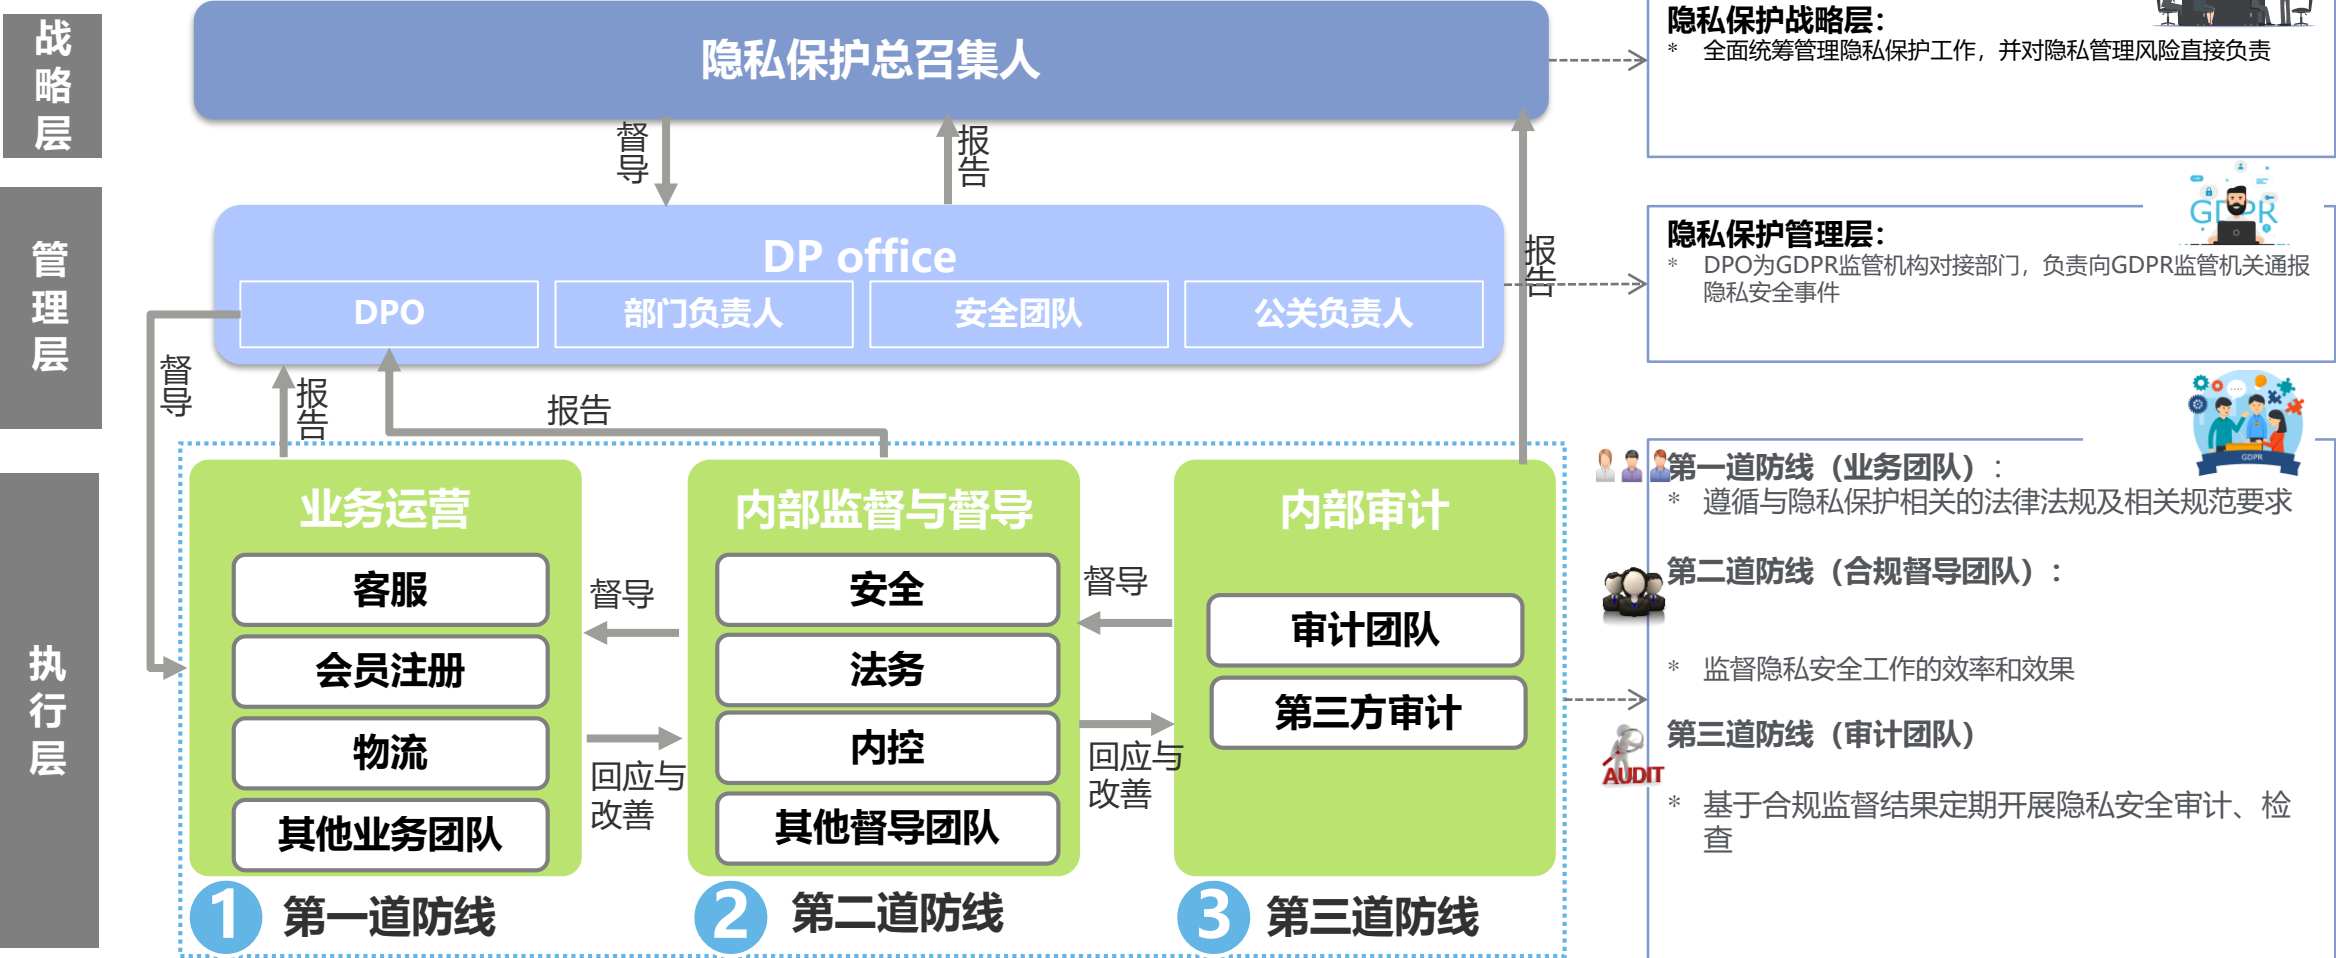 战略层
隐私保护总召集人
隐私保护战略层：
* 全面统筹管理隐私保护工作，并对隐私管理风险直接负责
督导
报告
管理层
DP office
DPO
部门负责人
安全团队
公关负责人
报告
隐私保护管理层：
* DPO为GDPR监管机构对接部门，负责向GDPR监管机关通报
隐私安全事件
GDPR
督导
报告
报告
执行层
业务运营
客服
会员注册
物流
其他业务团队
督导
回应与
改善
内部监督与督导
安全
法务
内控
其他督导团队
督导
回应与
改善
内部审计
审计团队
第三方审计
1 第一道防线
2 第二道防线
3 第三道防线
GDPR
第一道防线（业务团队）：
* 遵循与隐私保护相关的法律法规及相关规范要求
第二道防线（合规督导团队）：
* 监督隐私安全工作的效率和效果
第三道防线（审计团队）
AUDIT
* 基于合规监督结果定期开展隐私安全审计、检
查